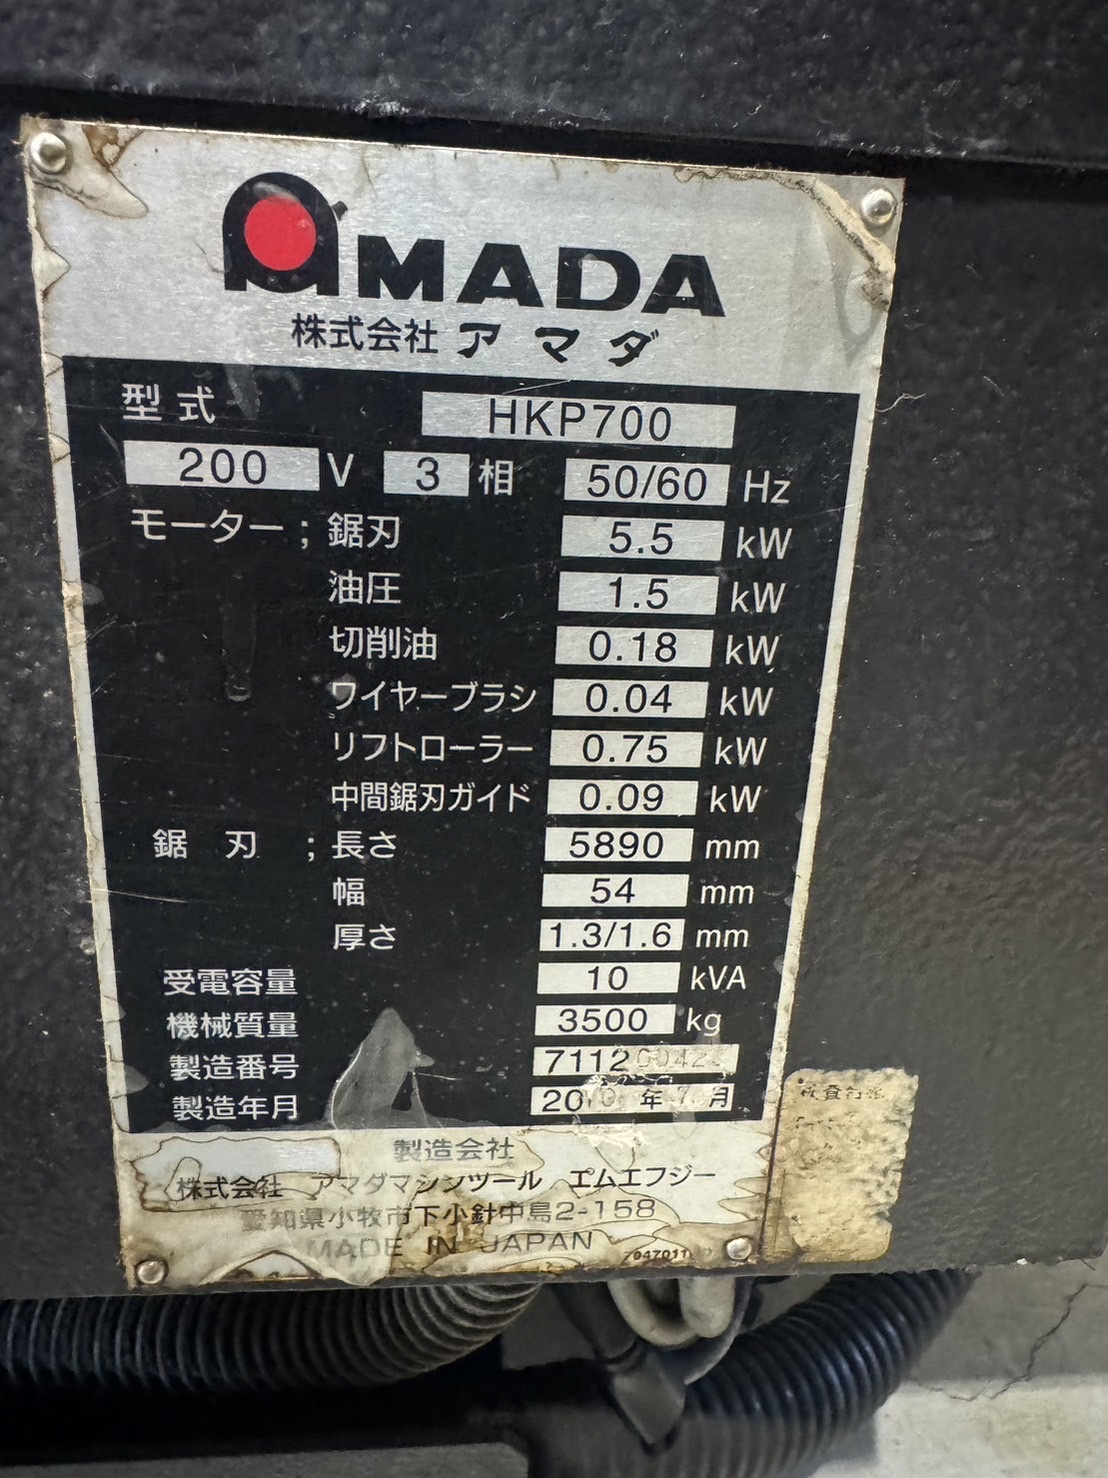 AMADA
株式会社 アマダ
型式 HKP700
200 V 3 相 50/60 Hz
モーター ; 鋸刃 5.5 kW
油圧 1.5 kW
切削油 0.18 kW
ワイヤーブラシ 0.04 kW
リフトローラー 0.75 kW
中間鋸刃ガイド 0.09 kW
鋸 刃 ; 長さ 5890 mm
幅 54 mm
厚さ 1.3/1.6 mm
受電容量 10 kVA
機械質量 3500 kg
製造番号
製造年月 年 月
製造会社
株式会社 アマダマシンツール エムエフジー
愛知県小牧市下小針中島2-158
MADE IN JAPAN